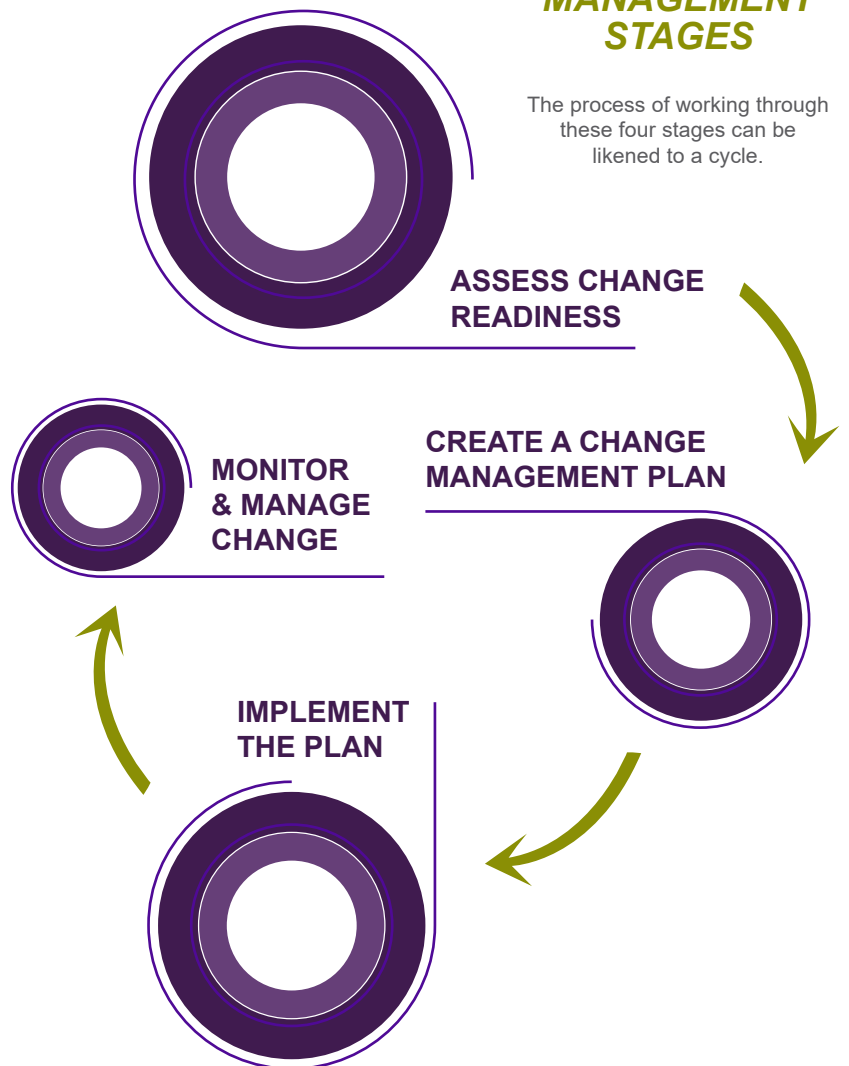 MANAGEMENT
STAGES
The process of working through
these four stages can be
likened to a cycle.
ASSESS CHANGE
READINESS
CREATE A CHANGE
MANAGEMENT PLAN
MONITOR
& MANAGE
CHANGE
IMPLEMENT
THE PLAN